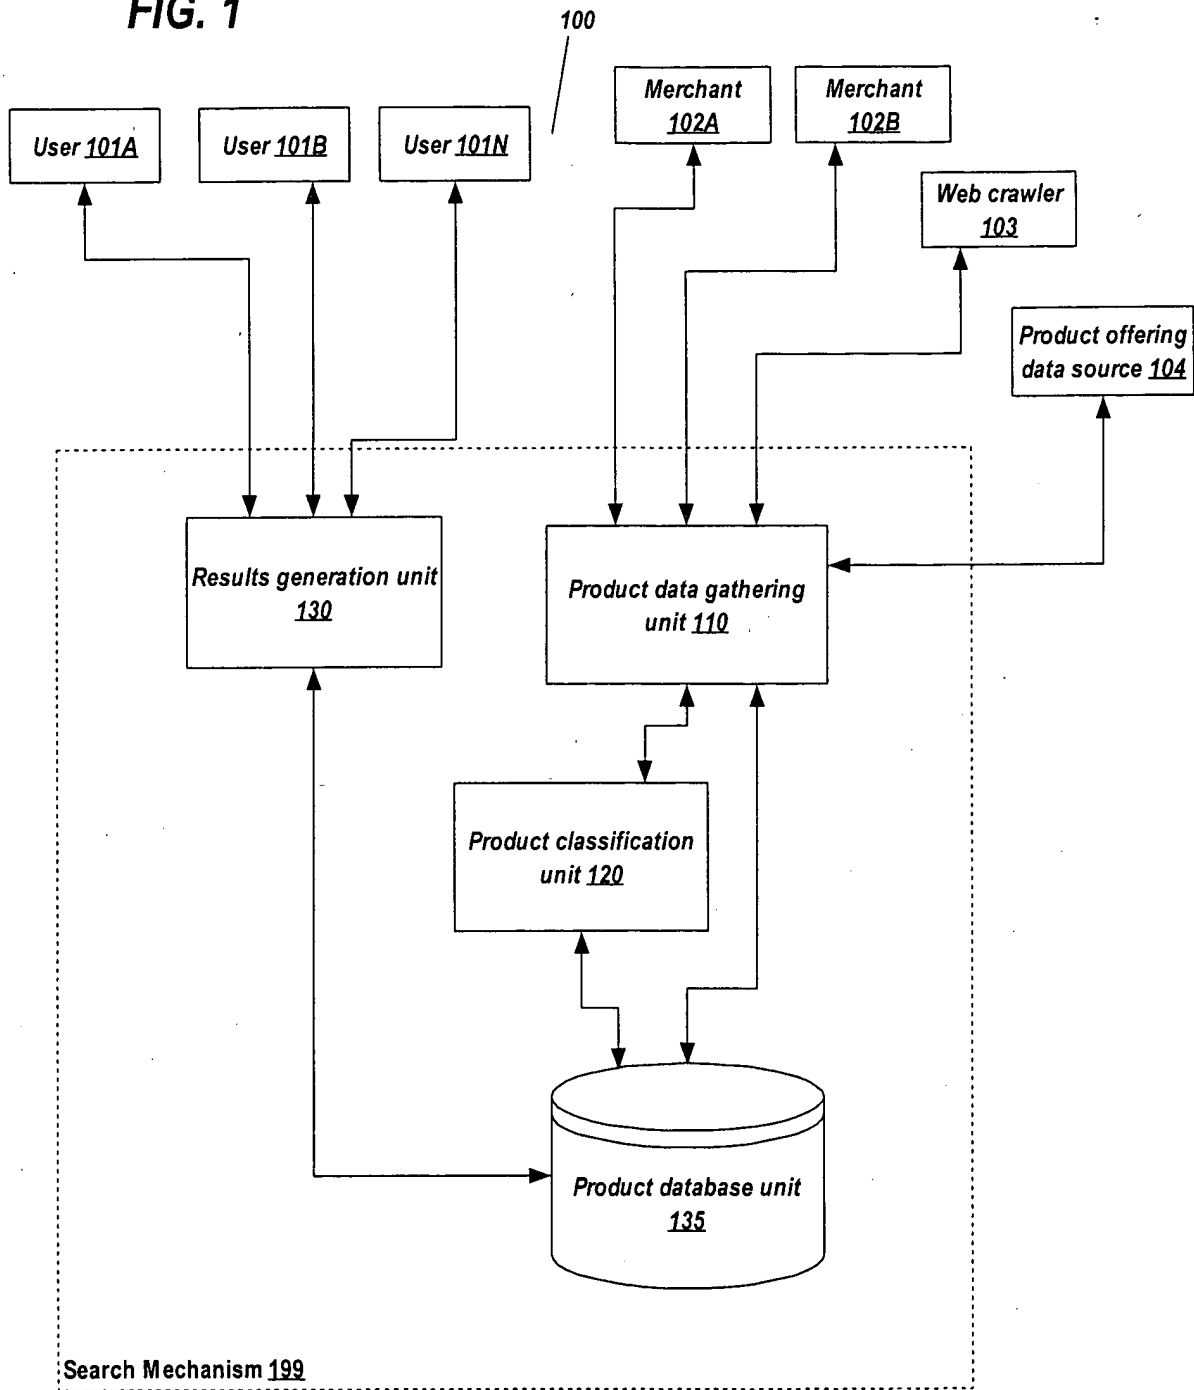 FIG. 1
100
Merchant
102A
Merchant
102B
User 101A
User 101B
User 101N
Web crawler
103
Product offering
data source 104
Results generation unit
130
Product data gathering
unit 110
Product classification
unit 120
Product database unit
135
Search Mechanism 199